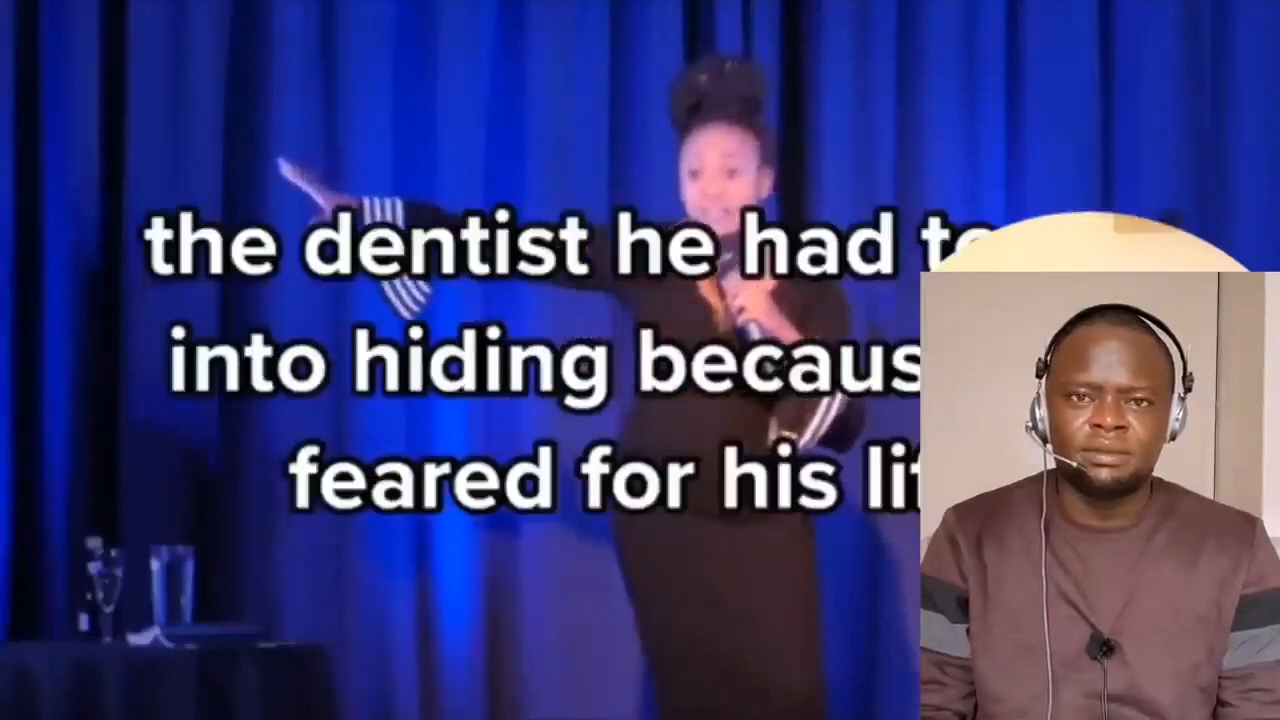 the dentist he had
into hiding
feared for his